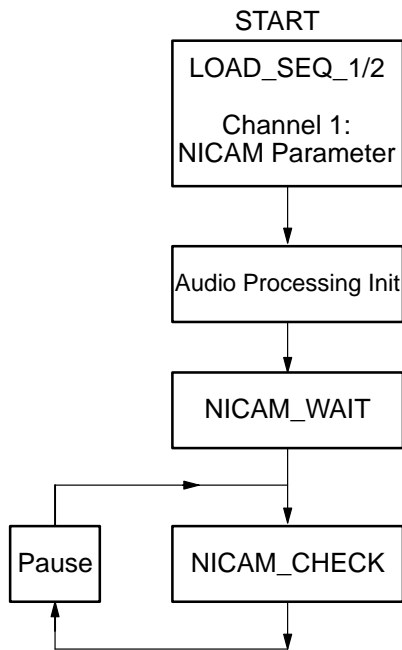 START
LOAD_SEQ_1/2
Channel 1:
NICAM Parameter
Audio Processing Init
NICAM_WAIT
Pause
NICAM_CHECK